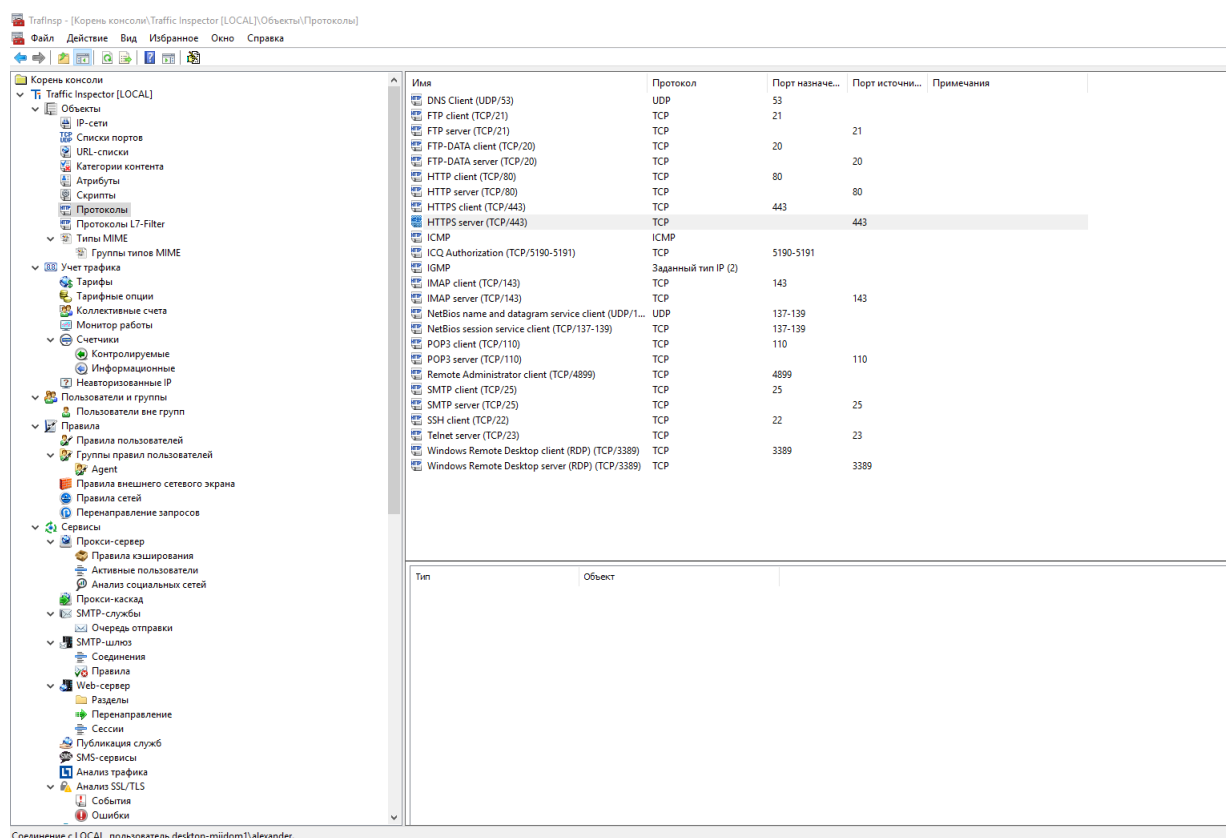 TrafInsp - [Корень консоли\Traffic Inspector [LOCAL]\Объекты\Протоколы]
Файл Действие Вид Избранное Окно Справка
Корень консоли
Traffic Inspector [LOCAL]
Объекты
IP-сети
Списки портов
URL-списки
Категории контента
Атрибуты
Скрипты
Протоколы
Протоколы L7-Filter
Типы MIME
Группы типов MIME
Учет трафика
Тарифы
Тарифные опции
Коллективные счета
Монитор работы
Счетчики
Контролируемые
Информационные
Неавторизованные IP
Пользователи и группы
Пользователи вне групп
Правила
Правила пользователей
Группы правил пользователей
Agent
Правила внешнего сетевого экрана
Правила сетей
Перенаправление запросов
Сервисы
Прокси-сервер
Правила кэширования
Активные пользователи
Анализ социальных сетей
Прокси-каскад
SMTP-службы
Очередь отправки
SMTP-шлюз
Соединения
Правила
Web-сервер
Разделы
Перенаправление
Сессии
Публикация служб
SMS-сервисы
Анализ трафика
Анализ SSL/TLS
События
Ошибки
Имя Протокол Порт назначе... Порт источни... Примечания
DNS Client (UDP/53) UDP 53
FTP client (TCP/21) TCP 21
FTP server (TCP/21) TCP 21
FTP-DATA client (TCP/20) TCP 20
FTP-DATA server (TCP/20) TCP 20
HTTP client (TCP/80) TCP 80
HTTP server (TCP/80) TCP 80
HTTPS client (TCP/443) TCP 443
HTTPS server (TCP/443) TCP 443
ICMP ICMP
ICQ Authorization (TCP/5190-5191) TCP 5190-5191
IGMP Заданный тип IP (2)
IMAP client (TCP/143) TCP 143
IMAP server (TCP/143) TCP 143
NetBios name and datagram service client (UDP/1... UDP 137-139
NetBios session service client (TCP/137-139) TCP 137-139
POP3 client (TCP/110) TCP 110
POP3 server (TCP/110) TCP 110
Remote Administrator client (TCP/4899) TCP 4899
SMTP client (TCP/25) TCP 25
SMTP server (TCP/25) TCP 25
SSH client (TCP/22) TCP 22
Telnet server (TCP/23) TCP 23
Windows Remote Desktop client (RDP) (TCP/3389) TCP 3389
Windows Remote Desktop server (RDP) (TCP/3389) TCP 3389
Тип Объект
Соединение с LOCAL, пользователь desktop-miidom1\alexander